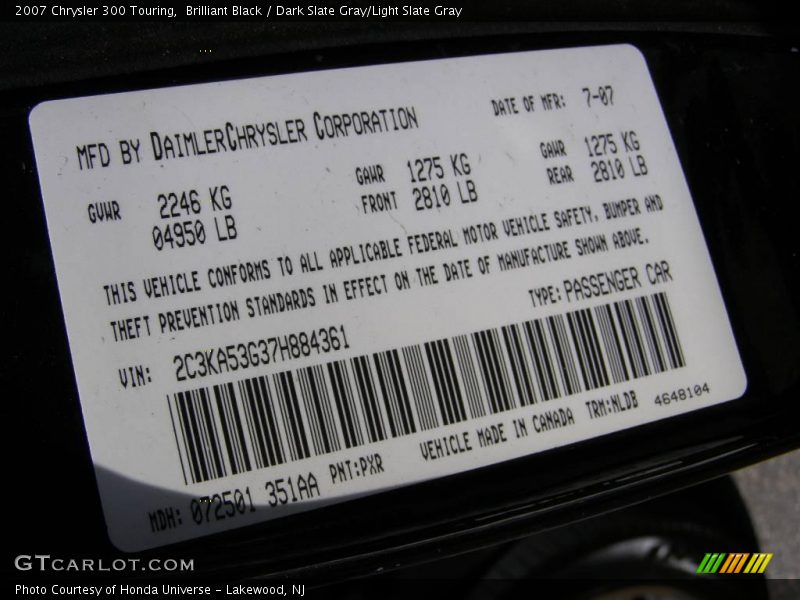 2007 Chrysler 300 Touring,  Brilliant Black / Dark Slate Gray/Light Slate Gray
MFD BY DAIMLERCHRYSLER CORPORATION
DATE OF MFR: 7-07
GVWR 2246 KG
04950 LB
GAWR 1275 KG
FRONT 2810 LB
GAWR 1275 KG
REAR 2810 LB
THIS VEHICLE CONFORMS TO ALL APPLICABLE FEDERAL MOTOR VEHICLE SAFETY, BUMPER AND
THEFT PREVENTION STANDARDS IN EFFECT ON THE DATE OF MANUFACTURE SHOWN ABOVE.
VIN: 2C3KA53G37H884361
TYPE: PASSENGER CAR
MDH: 072501 351AA PNT:PXR
VEHICLE MADE IN CANADA TRM:NLDB 4648104
GTCARLOT.COM
Photo Courtesy of Honda Universe - Lakewood, NJ